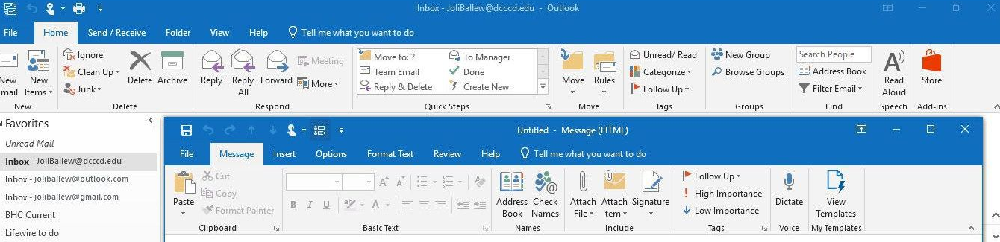 Inbox - JoliBallew@dcccd.edu - Outlook
File Home Send / Receive Folder View Help Tell me what you want to do
New Email
New Items
Ignore
Clean Up
Junk
Delete
Archive
Reply
Reply All
Forward
Meeting
More
Move to: ?
Team Email
Reply & Delete
To Manager
Done
Create New
Move
Rules
Unread/ Read
Categorize
Follow Up
New Group
Browse Groups
Search People
Address Book
Filter Email
Read Aloud
Store
New Delete Respond Quick Steps Move Tags Groups Find Speech Add-ins
Favorites
Unread Mail
Inbox - JoliBallew@dcccd.edu
Inbox - joliballew@outlook.com
Inbox - joliballew@gmail.com
BHC Current
Lifewire to do
Untitled - Message (HTML)
File Message Insert Options Format Text Review Help Tell me what you want to do
Paste
Cut
Copy
Format Painter
B I U ab A
Address Book
Check Names
Attach File
Attach Item
Signature
Follow Up
High Importance
Low Importance
Dictate
View Templates
Clipboard Basic Text Names Include Tags Voice My Templates